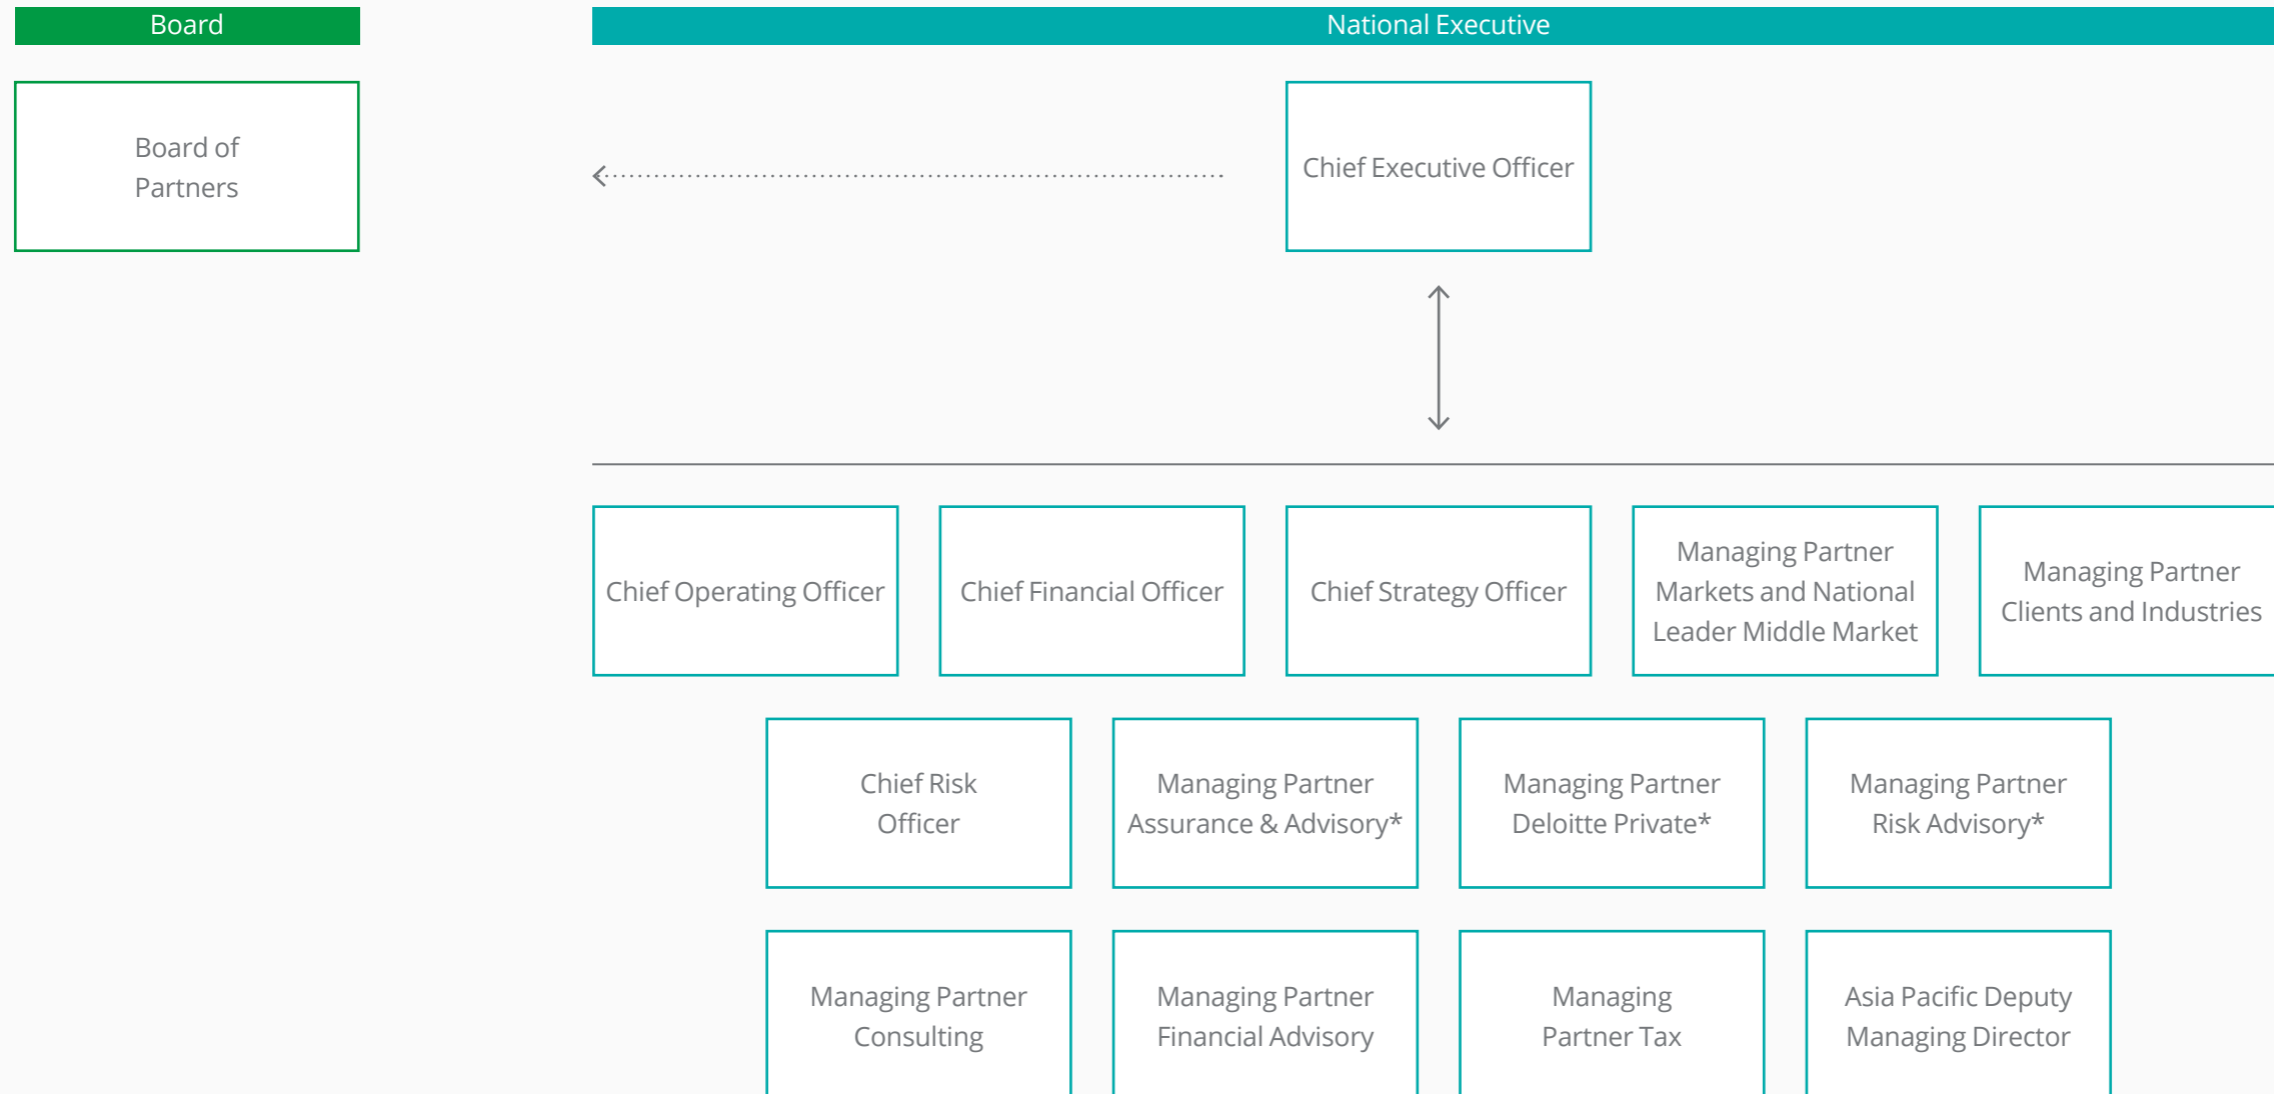 Board
National Executive
Board of
Partners
Chief Executive Officer
Chief Operating Officer
Chief Financial Officer
Chief Strategy Officer
Managing Partner
Markets and National
Leader Middle Market
Managing Partner
Clients and Industries
Chief Risk
Officer
Managing Partner
Assurance & Advisory*
Managing Partner
Deloitte Private*
Managing Partner
Risk Advisory*
Managing Partner
Consulting
Managing Partner
Financial Advisory
Managing
Partner Tax
Asia Pacific Deputy
Managing Director